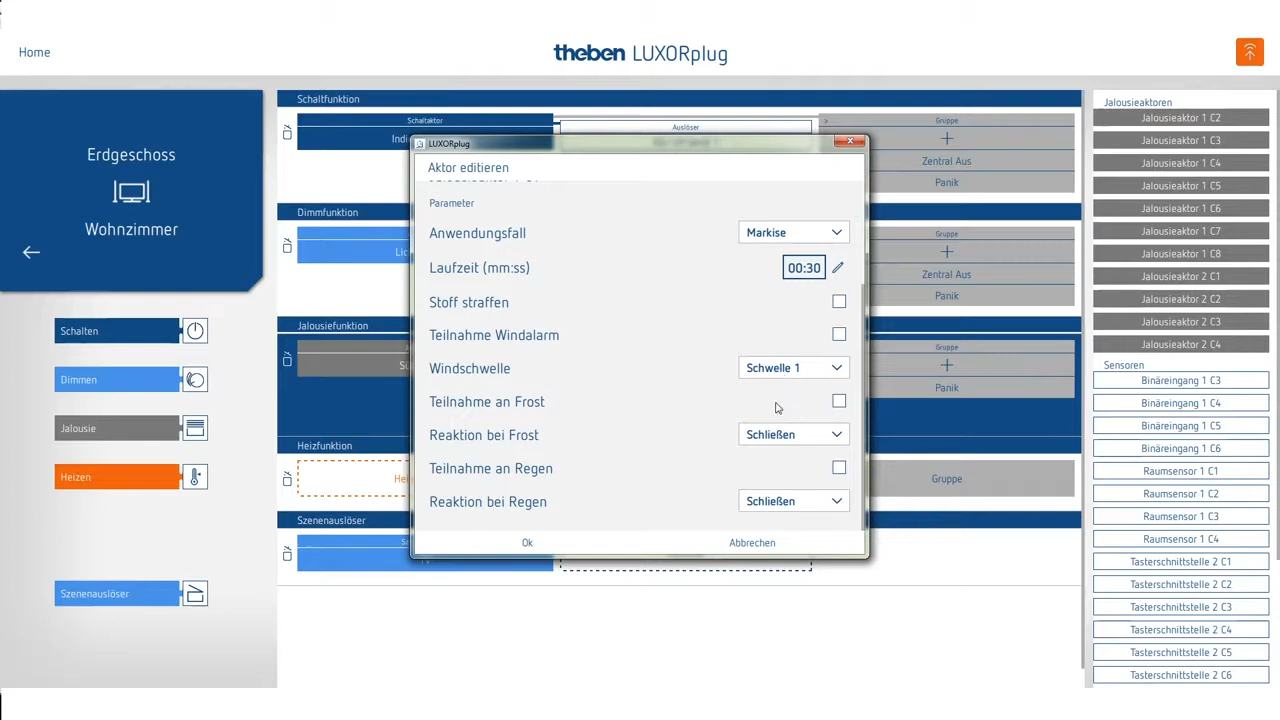 Home
theben LUXORplug
Erdgeschoss
Wohnzimmer
Schalten
Dimmen
Jalousie
Heizen
Szenenauslöser
Schaltfunktion
Schaltaktor
Auslöser
Gruppe
Zentral Aus
Panik
Dimmfunktion
Gruppe
Zentral Aus
Panik
Jalousiefunktion
Gruppe
Panik
Heizfunktion
Gruppe
Szenenauslöser
LUXORplug
Aktor editieren
Parameter
Anwendungsfall
Markise
Laufzeit (mm:ss)
00:30
Stoff straffen
Teilnahme Windalarm
Windschwelle
Schwelle 1
Teilnahme an Frost
Reaktion bei Frost
Schließen
Teilnahme an Regen
Reaktion bei Regen
Schließen
Ok
Abbrechen
Jalousieaktoren
Jalousieaktor 1 C2
Jalousieaktor 1 C3
Jalousieaktor 1 C4
Jalousieaktor 1 C5
Jalousieaktor 1 C6
Jalousieaktor 1 C7
Jalousieaktor 1 C8
Jalousieaktor 2 C1
Jalousieaktor 2 C2
Jalousieaktor 2 C3
Jalousieaktor 2 C4
Sensoren
Binäreingang 1 C3
Binäreingang 1 C4
Binäreingang 1 C5
Binäreingang 1 C6
Raumsensor 1 C1
Raumsensor 1 C2
Raumsensor 1 C3
Raumsensor 1 C4
Tasterschnittstelle 2 C1
Tasterschnittstelle 2 C2
Tasterschnittstelle 2 C3
Tasterschnittstelle 2 C4
Tasterschnittstelle 2 C5
Tasterschnittstelle 2 C6